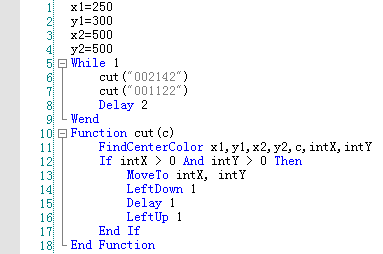 1 x1=250
2 y1=300
3 x2=500
4 y2=500
5 While 1
6 cut("002142")
7 cut("001122")
8 Delay 2
9 Wend
10 Function cut(c)
11 FindCenterColor x1,y1,x2,y2,c,intX,intY
12 If intX > 0 And intY > 0 Then
13 MoveTo intX, intY
14 LeftDown 1
15 Delay 1
16 LeftUp 1
17 End If
18 End Function